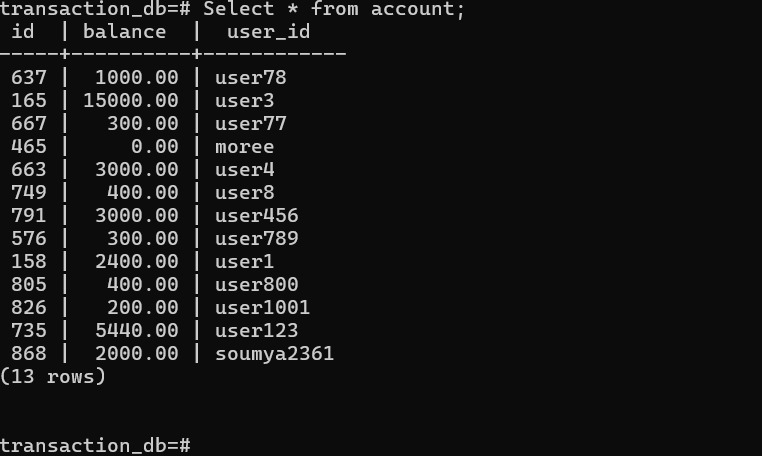 transaction_db=# Select * from account;
 id  | balance  |  user_id
-----+----------+------------
 637 |  1000.00 | user78
 165 | 15000.00 | user3
 667 |   300.00 | user77
 465 |     0.00 | moree
 663 |  3000.00 | user4
 749 |   400.00 | user8
 791 |  3000.00 | user456
 576 |   300.00 | user789
 158 |  2400.00 | user1
 805 |   400.00 | user800
 826 |   200.00 | user1001
 735 |  5440.00 | user123
 868 |  2000.00 | soumya2361
(13 rows)
transaction_db=#